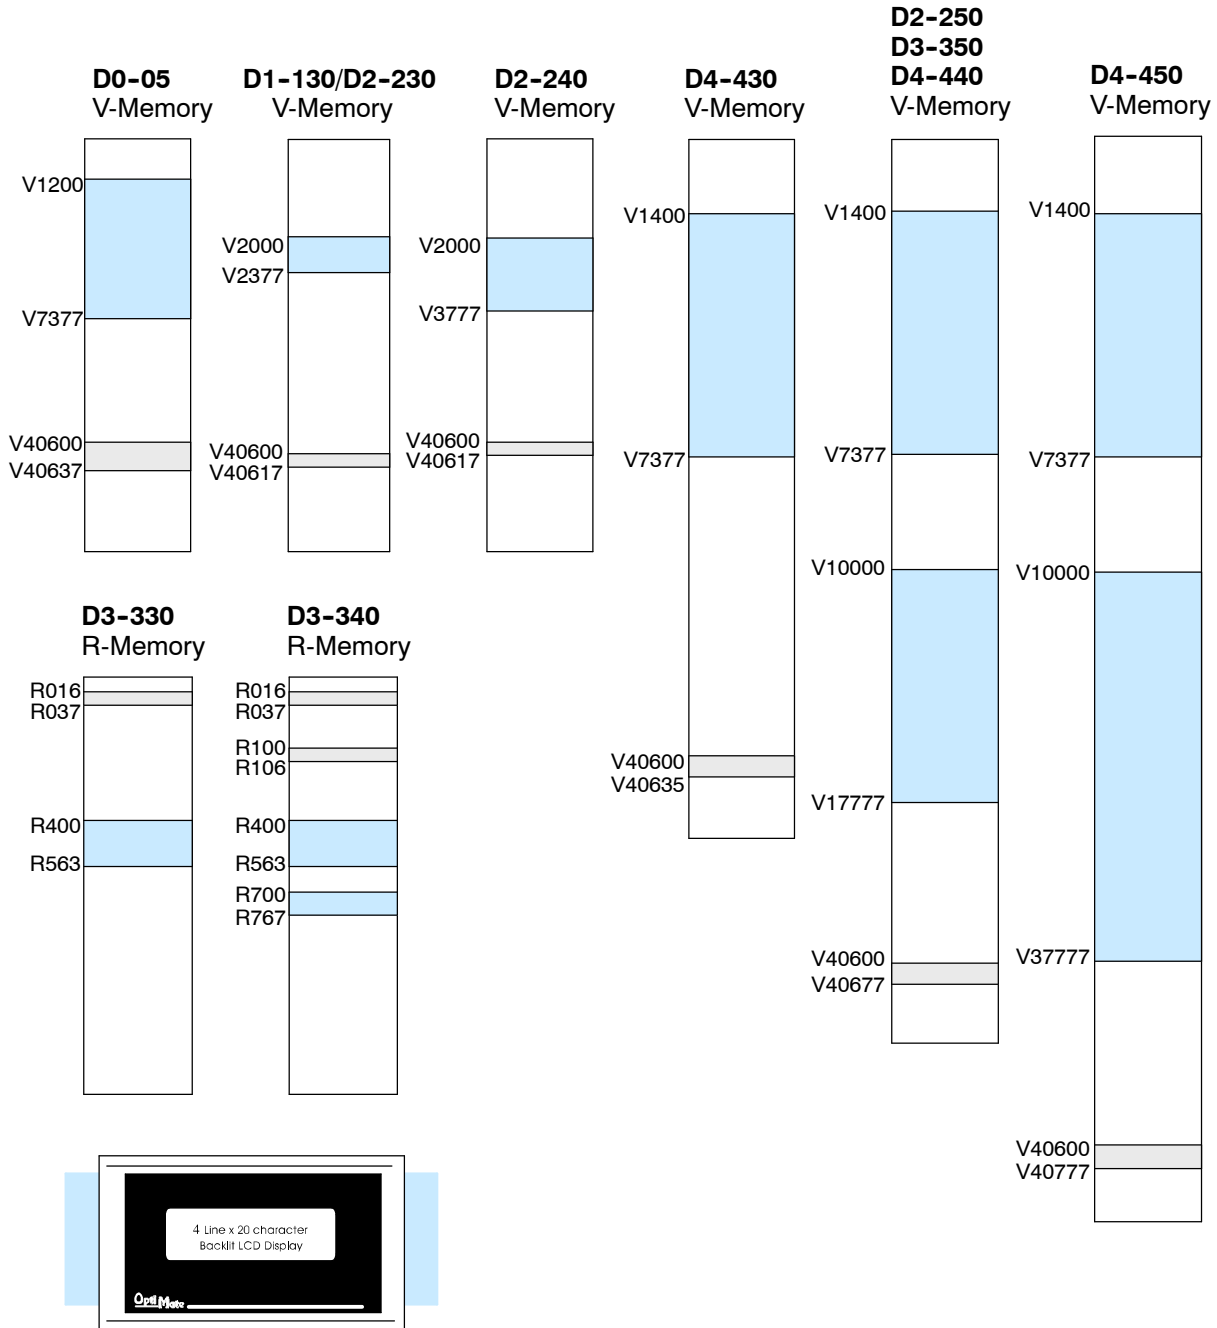 D0-05
V-Memory
V1200
V7377
V40600
V40637
D1-130/D2-230
V-Memory
V2000
V2377
V40600
V40617
D2-240
V-Memory
V2000
V3777
V40600
V40617
D4-430
V-Memory
V1400
V7377
V40600
V40635
D2-250
D3-350
D4-440
V-Memory
V1400
V7377
V10000
V17777
V40600
V40677
D4-450
V-Memory
V1400
V7377
V10000
V37777
V40600
V40777
D3-330
R-Memory
R016
R037
R400
R563
D3-340
R-Memory
R016
R037
R100
R106
R400
R563
R700
R767
4 Line x 20 character
Backlit LCD Display
OptiMate